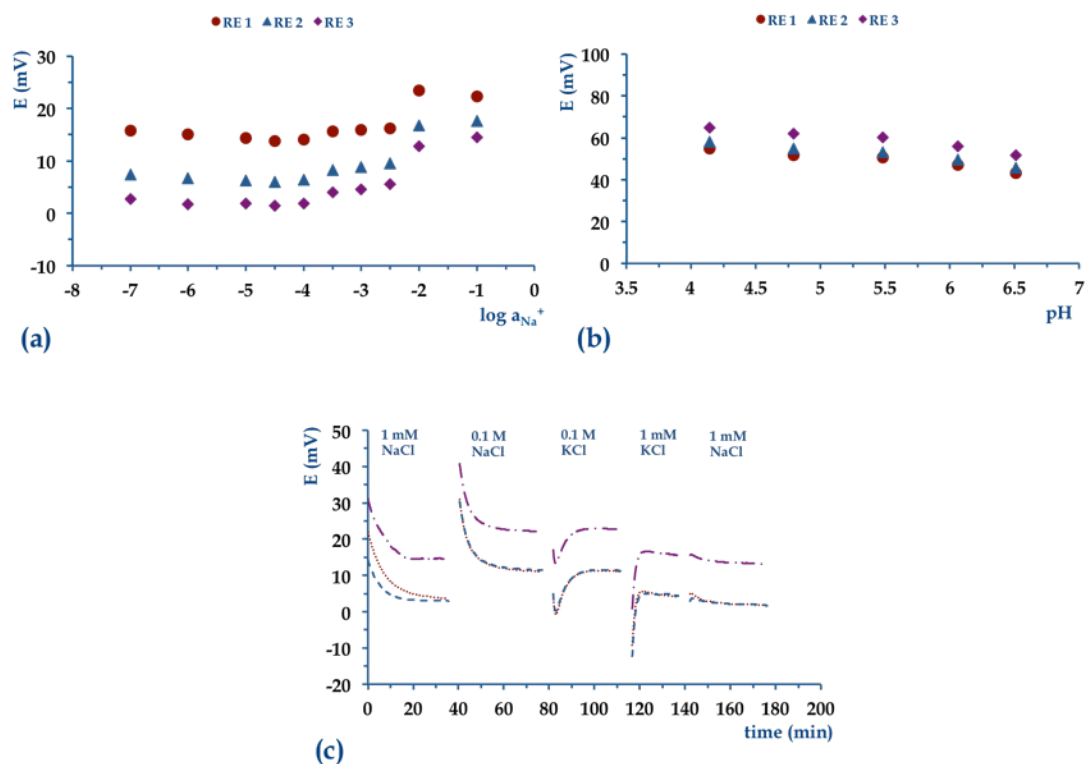 RE 1 RE 2 RE 3
E (mV)
30
20
10
0
-10
-8 -7 -6 -5 -4 -3 -2 -1 0
log aNa+
(a)
RE 1 RE 2 RE 3
E (mV)
100
80
60
40
20
0
3.5 4 4.5 5 5.5 6 6.5 7
pH
(b)
E (mV)
50
40
30
20
10
0
-10
-20
1 mM NaCl
0.1 M NaCl
0.1 M KCl
1 mM KCl
1 mM NaCl
0 20 40 60 80 100 120 140 160 180 200
time (min)
(c)